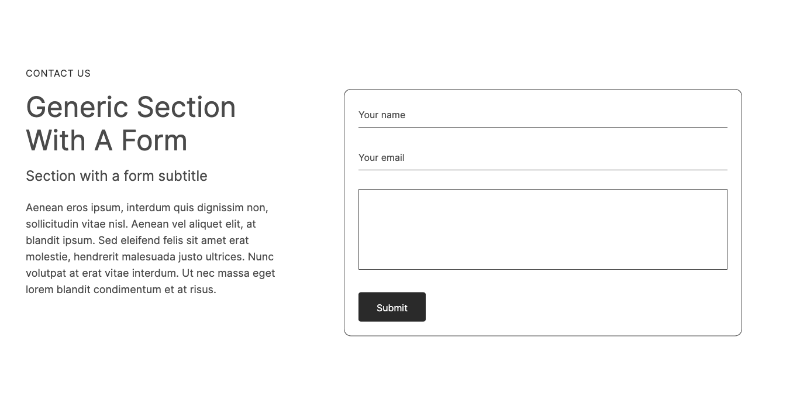 CONTACT US
Generic Section
With A Form
Section with a form subtitle
Aenean eros ipsum, interdum quis dignissim non,
sollicitudin vitae nisl. Aenean vel aliquet elit, at
blandit ipsum. Sed eleifend felis sit amet erat
molestie, hendrerit malesuada justo ultrices. Nunc
volutpat at erat vitae interdum. Ut nec massa eget
lorem blandit condimentum et at risus.
Your name
Your email
Submit